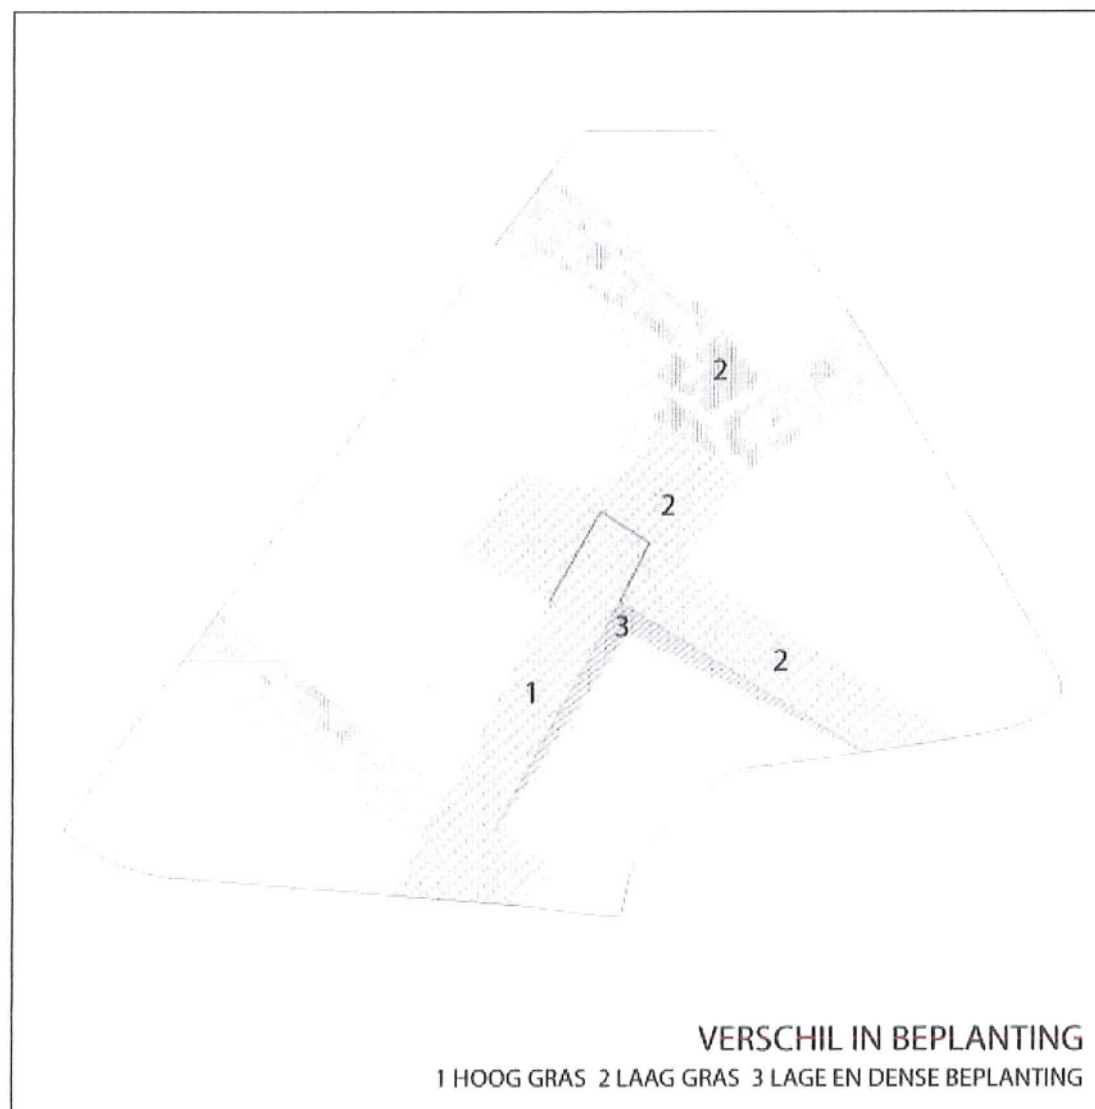 2
2
3
2
1
VERSCHIL IN BEPLANTING
1 HOOG GRAS 2 LAAG GRAS 3 LAGE EN DENSE BEPLANTING